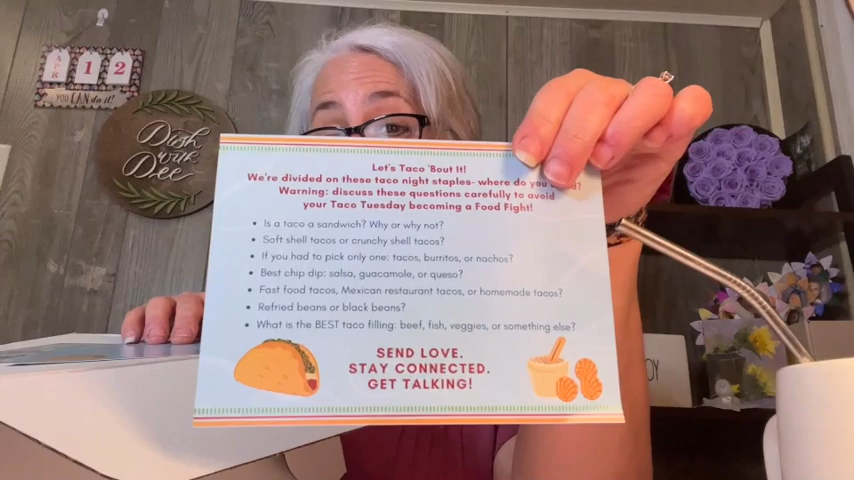 APR 12
YOU CAN do it!
Dish
with
Dee
Let's Taco 'Bout It!
We're divided on these taco night staples- where do you
Warning: discuss these questions carefully to avoid
your Taco Tuesday becoming a Food Fight!
• Is a taco a sandwich? Why or why not?
• Soft shell tacos or crunchy shell tacos?
• If you had to pick only one: tacos, burritos, or nachos?
• Best chip dip: salsa, guacamole, or queso?
• Fast food tacos, Mexican restaurant tacos, or homemade tacos?
• Refried beans or black beans?
• What is the BEST taco filling: beef, fish, veggies, or something else?
SEND LOVE.
STAY CONNECTED.
GET TALKING!